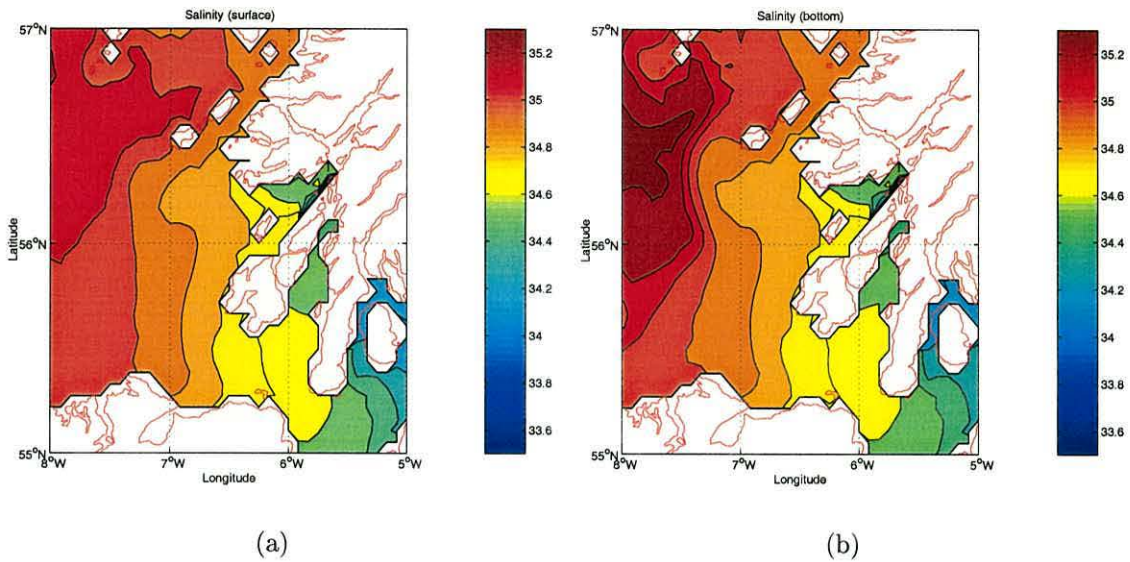 Salinity (surface)
57°N
56°N
55°N
8°W
7°W
6°W
5°W
Latitude
Longitude
35.2
35
34.8
34.6
34.4
34.2
34
33.8
33.6
(a)
Salinity (bottom)
57°N
56°N
55°N
8°W
7°W
6°W
5°W
Latitude
Longitude
35.2
35
34.8
34.6
34.4
34.2
34
33.8
33.6
(b)